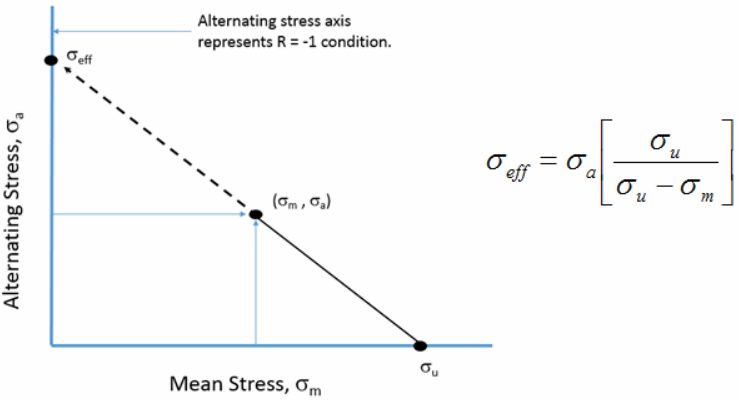 Alternating stress axis
represents R = -1 condition.
σeff
Alternating Stress, σa
(σm , σa)
σeff = σa[σu / (σu − σm)]
σu
Mean Stress, σm